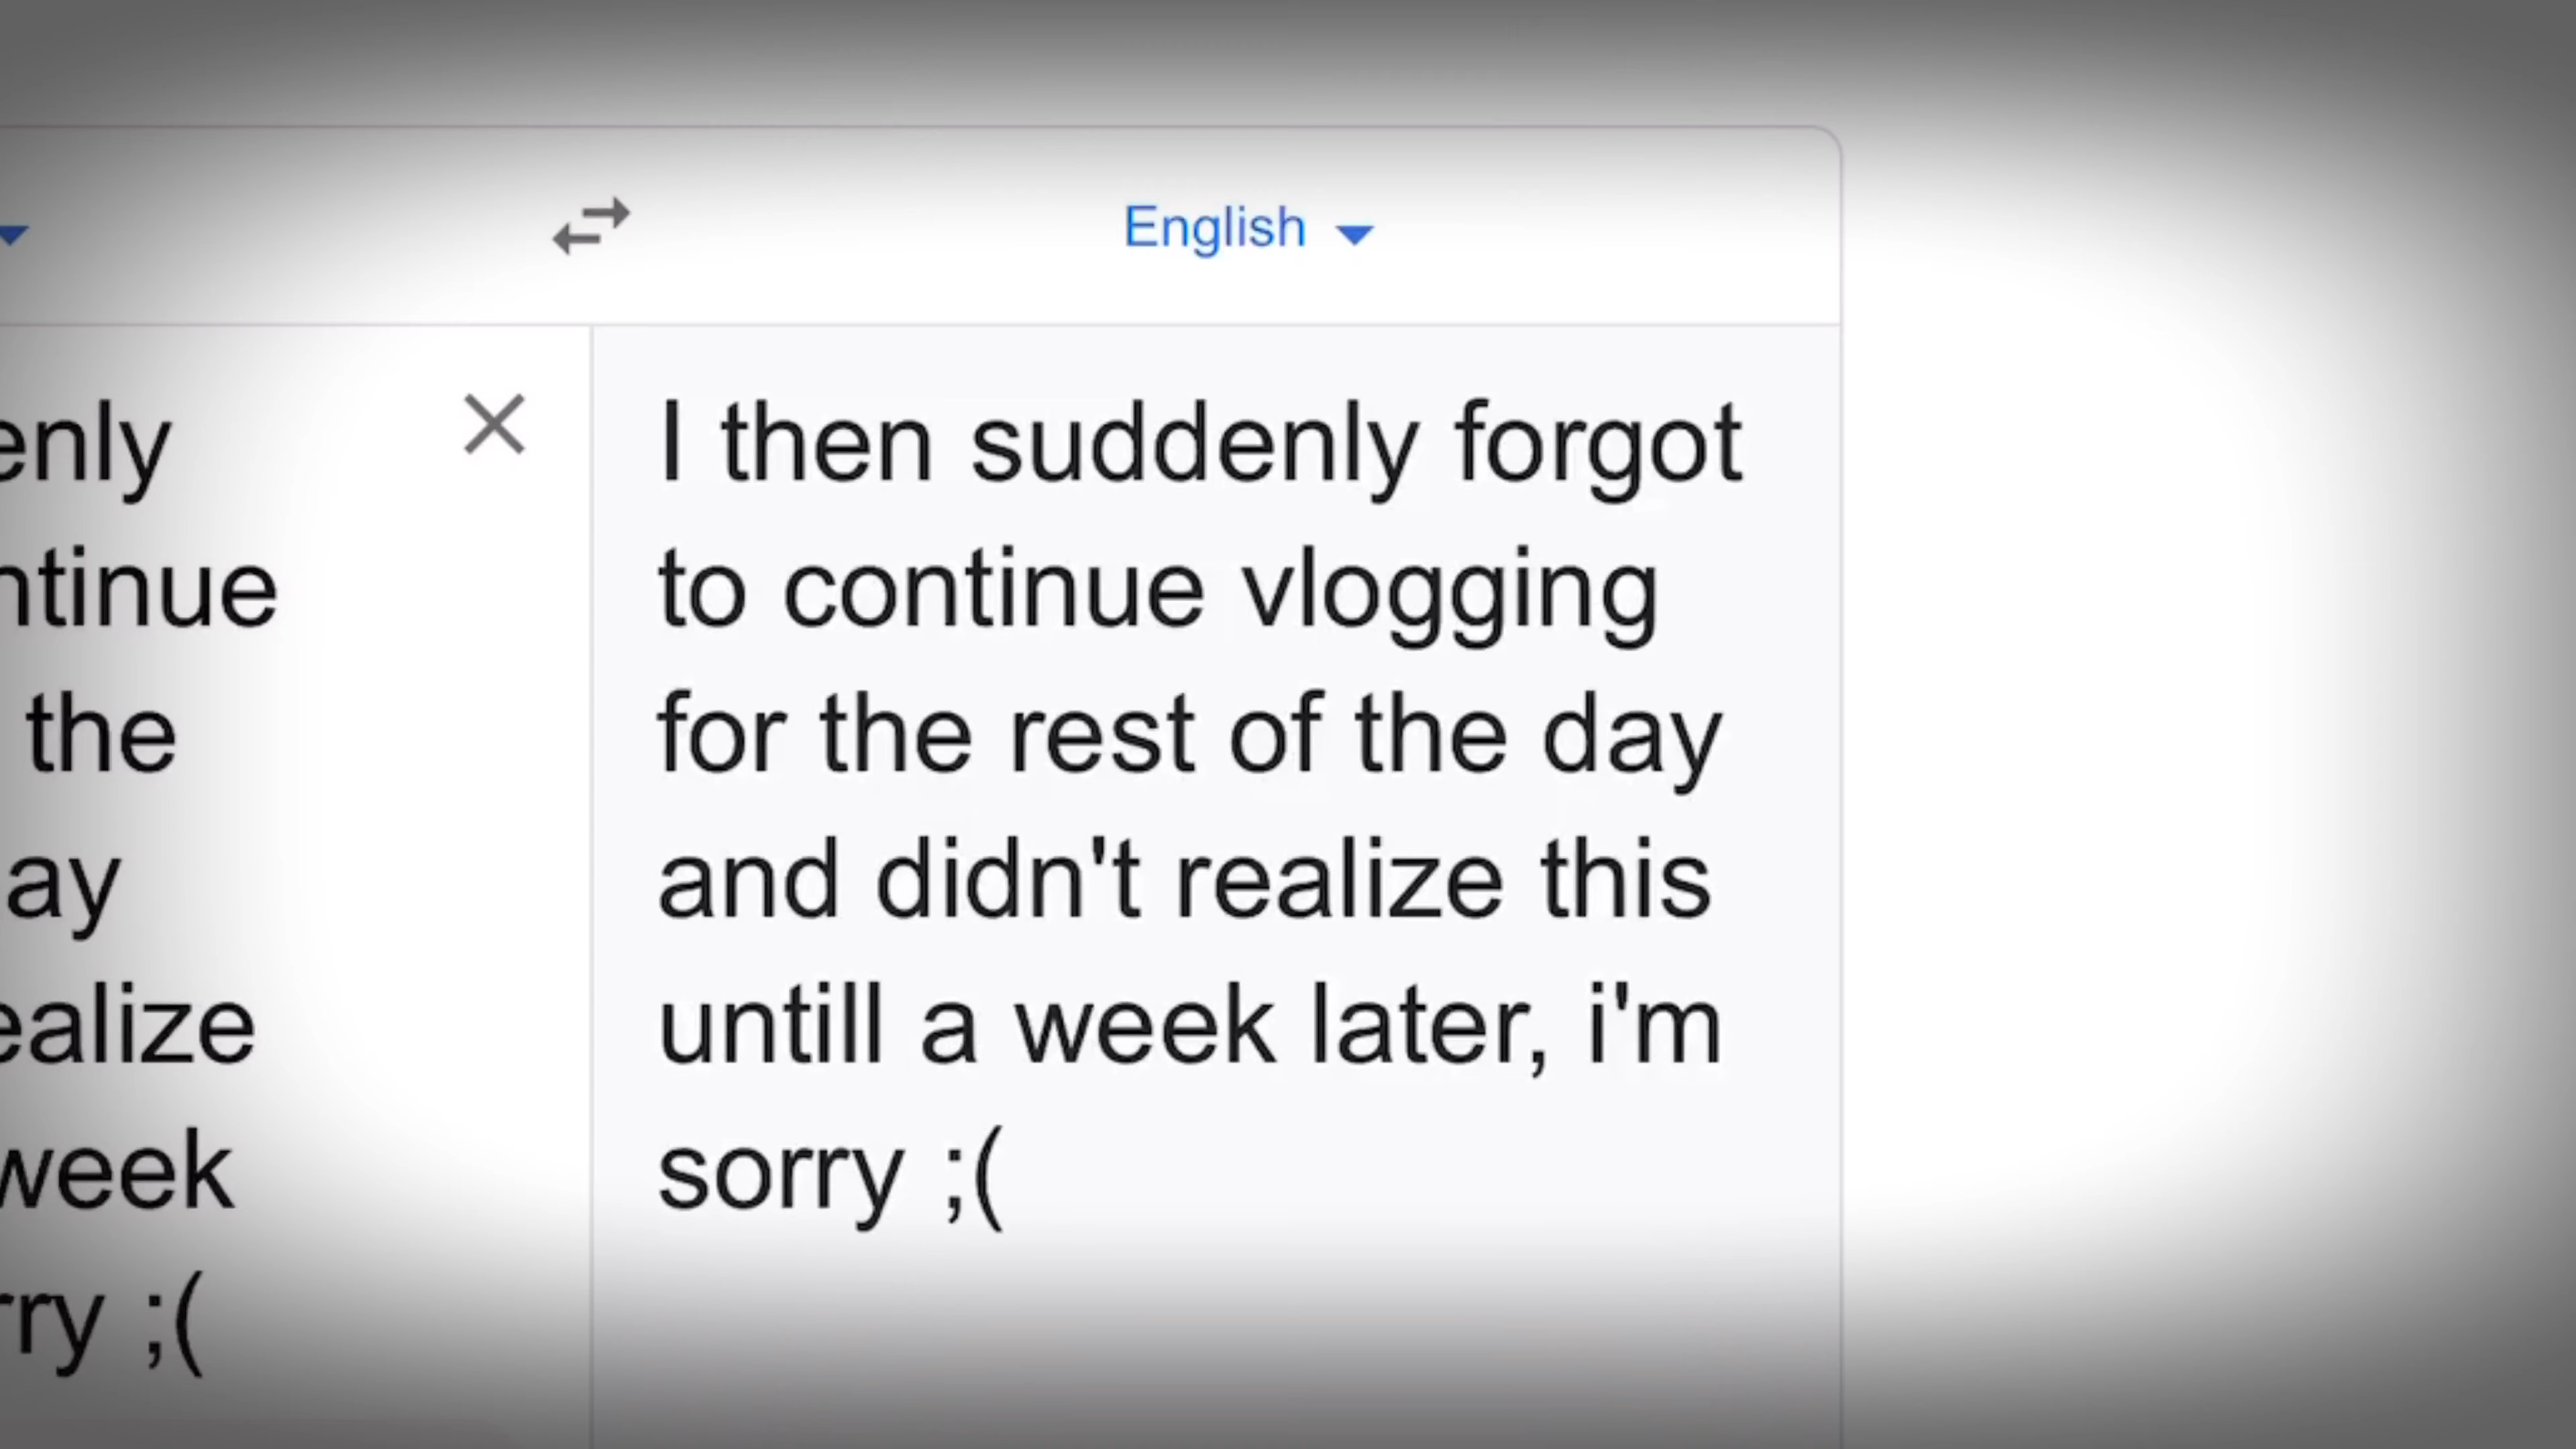 English
enly
ntinue
the
ay
ealize
week
rry ;(
I then suddenly forgot
to continue vlogging
for the rest of the day
and didn't realize this
untill a week later, i'm
sorry ;(